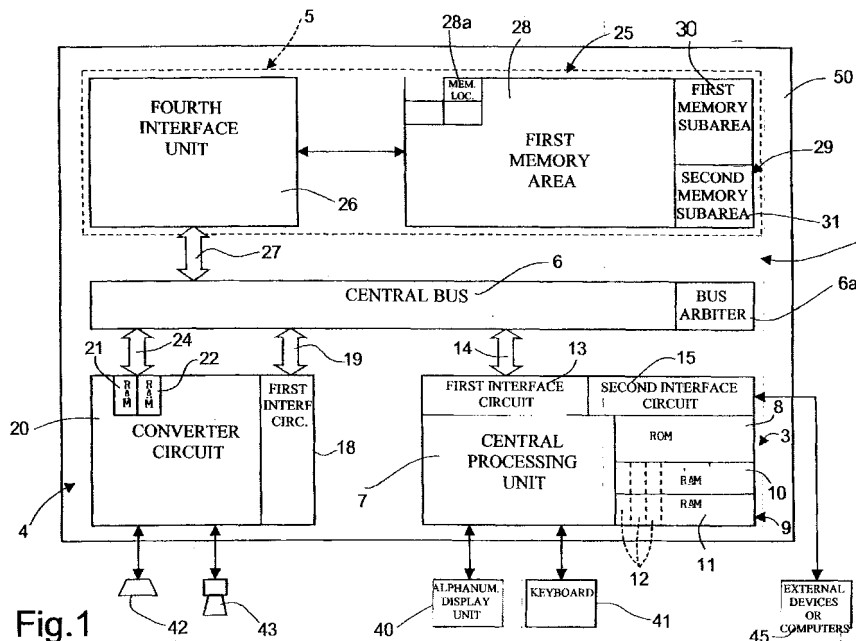 5
28a
28
25
30
50
FOURTH
INTERFACE
UNIT
26
MEM.
LOC.
FIRST
MEMORY
AREA
FIRST
MEMORY
SUBAREA
29
SECOND
MEMORY
SUBAREA
31
27
6
CENTRAL BUS
BUS
ARBITER
6a
21
24
22
19
14
13
15
20
RAM
RAM
CONVERTER
CIRCUIT
FIRST
INTERF
CIRC.
18
FIRST INTERFACE
CIRCUIT
SECOND INTERFACE
CIRCUIT
8
ROM
3
CENTRAL
PROCESSING
UNIT
7
RAM
10
RAM
9
4
12
11
42
43
ALPHANUM.
DISPLAY
UNIT
40
KEYBOARD
41
EXTERNAL
DEVICES
OR
COMPUTERS
45
Fig.1